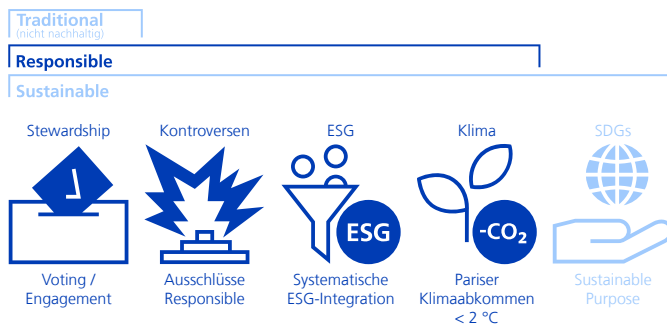 Traditional
(nicht nachhaltig)
Responsible
Sustainable
Stewardship
Kontroversen
ESG
Klima
SDGs
ESG
-CO₂
Voting /
Engagement
Ausschlüsse
Responsible
Systematische
ESG-Integration
Pariser
Klimaabkommen
< 2 °C
Sustainable
Purpose